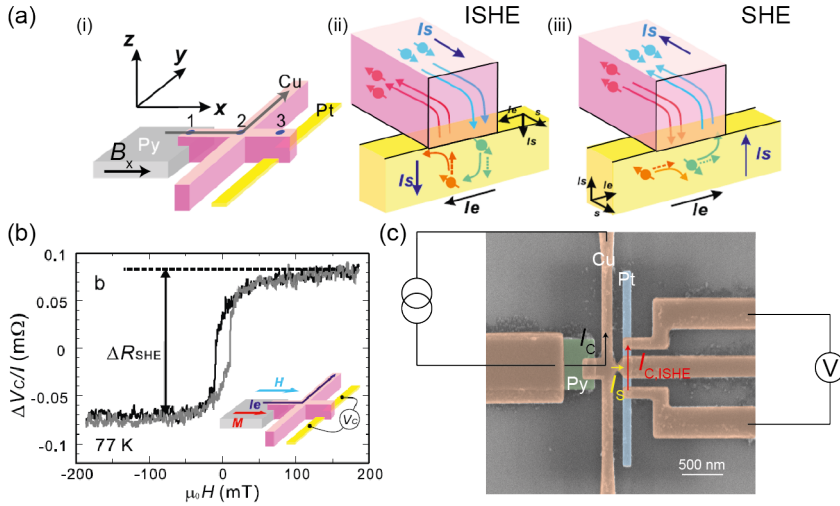 (a)
(i)
z
y
x
Cu
Pt
1
2
3
Py
Bx
(ii)
ISHE
Is
Ie
s
Is
Is
Ie
(iii)
SHE
Is
Is
Is
Ie
s
Ie
(b)
b
0.1
0.05
0
-0.05
-0.1
ΔVC/I (mΩ)
ΔRSHE
77 K
H
Ie
M
Vc
-200
-100
0
100
200
μ0H (mT)
(c)
Cu
Pt
IC
IC,ISHE
Py
IS
V
500 nm